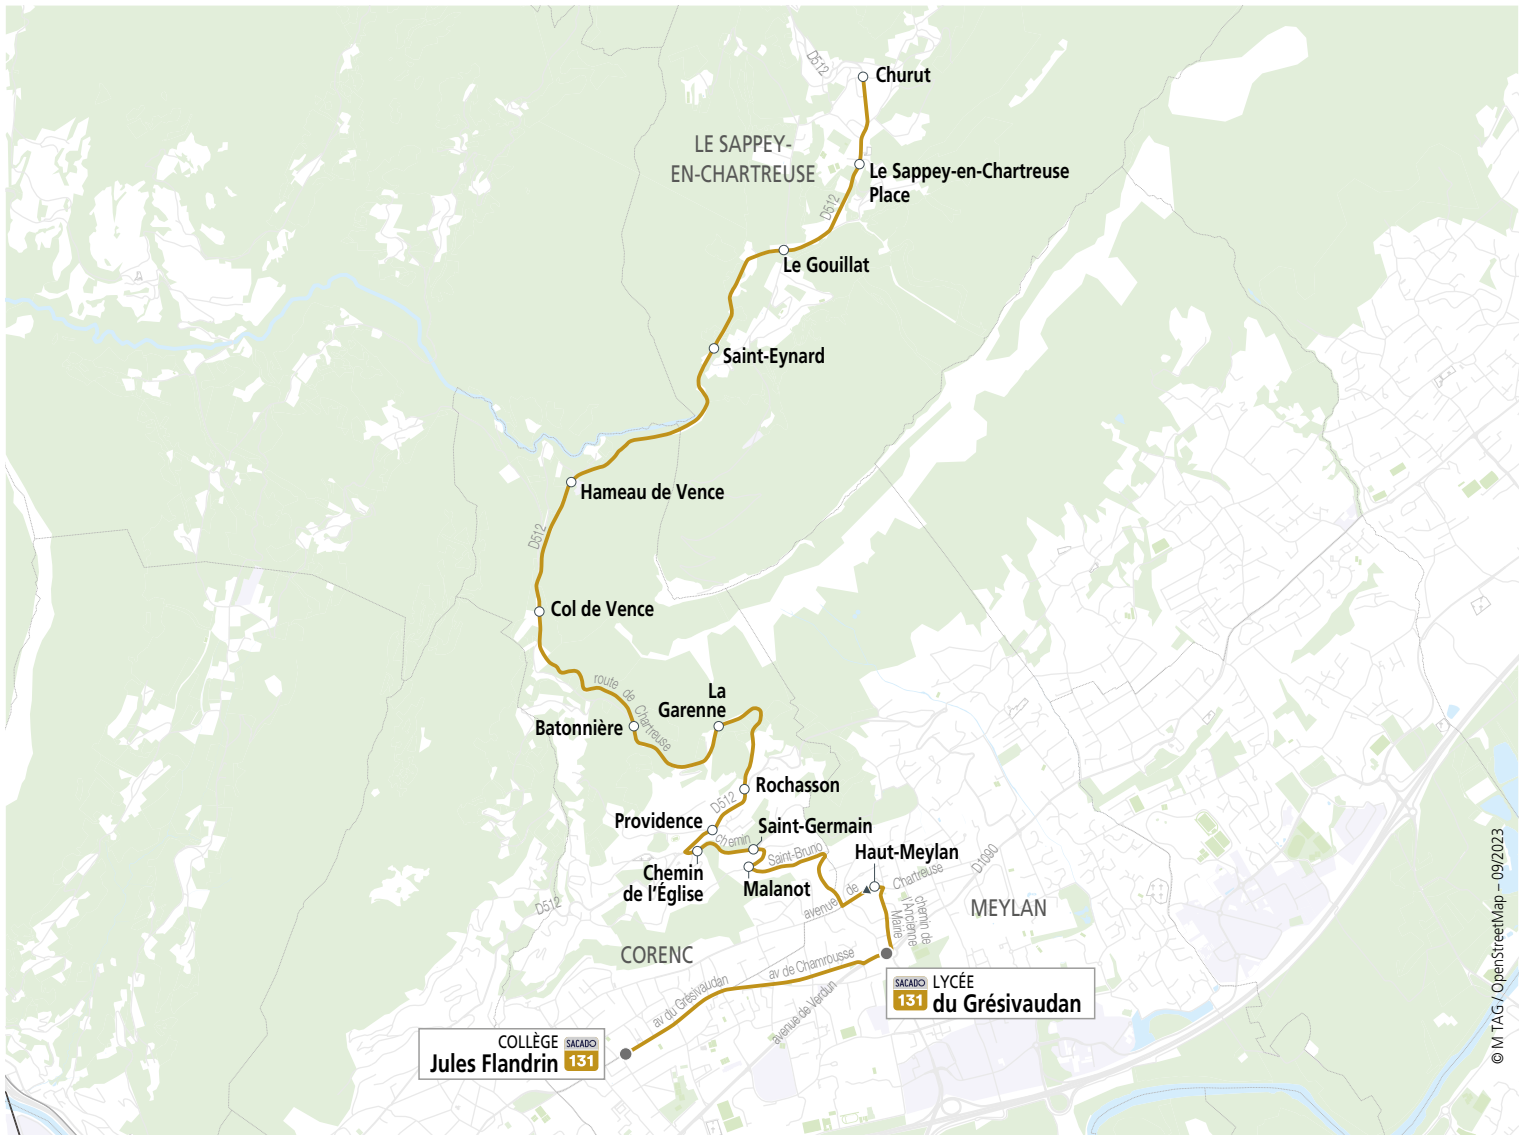 D512
Churut
LE SAPPEY-
EN-CHARTREUSE
Le Sappey-en-Chartreuse
Place
D512
Le Gouillat
Saint-Eynard
Hameau de Vence
D512
Col de Vence
route de Chartreuse
La
Garenne
Batonnière
Rochasson
D512
Providence
chemin
Saint-Germain
Saint-Bruno
Haut-Meylan
D1090
Chemin
de l'Église
Malanot
avenue de Chartreuse
D512
chemin de
l'Ancienne
Mairie
MEYLAN
CORENC
av de Chamrousse
av du Grésivaudan
avenue de Verdun
SACADO LYCÉE
131 du Grésivaudan
COLLÈGE SACADO
Jules Flandrin 131
© M TAG / OpenStreetMap – 09/2023